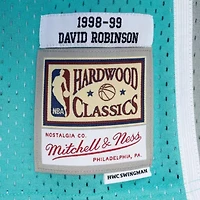 1998-99
DAVID ROBINSON
HARDWOOD
NBA
CLASSICS
NOSTALGIA CO.
Mitchell & Ness
PHILADELPHIA, PA.
HWC SWINGMAN